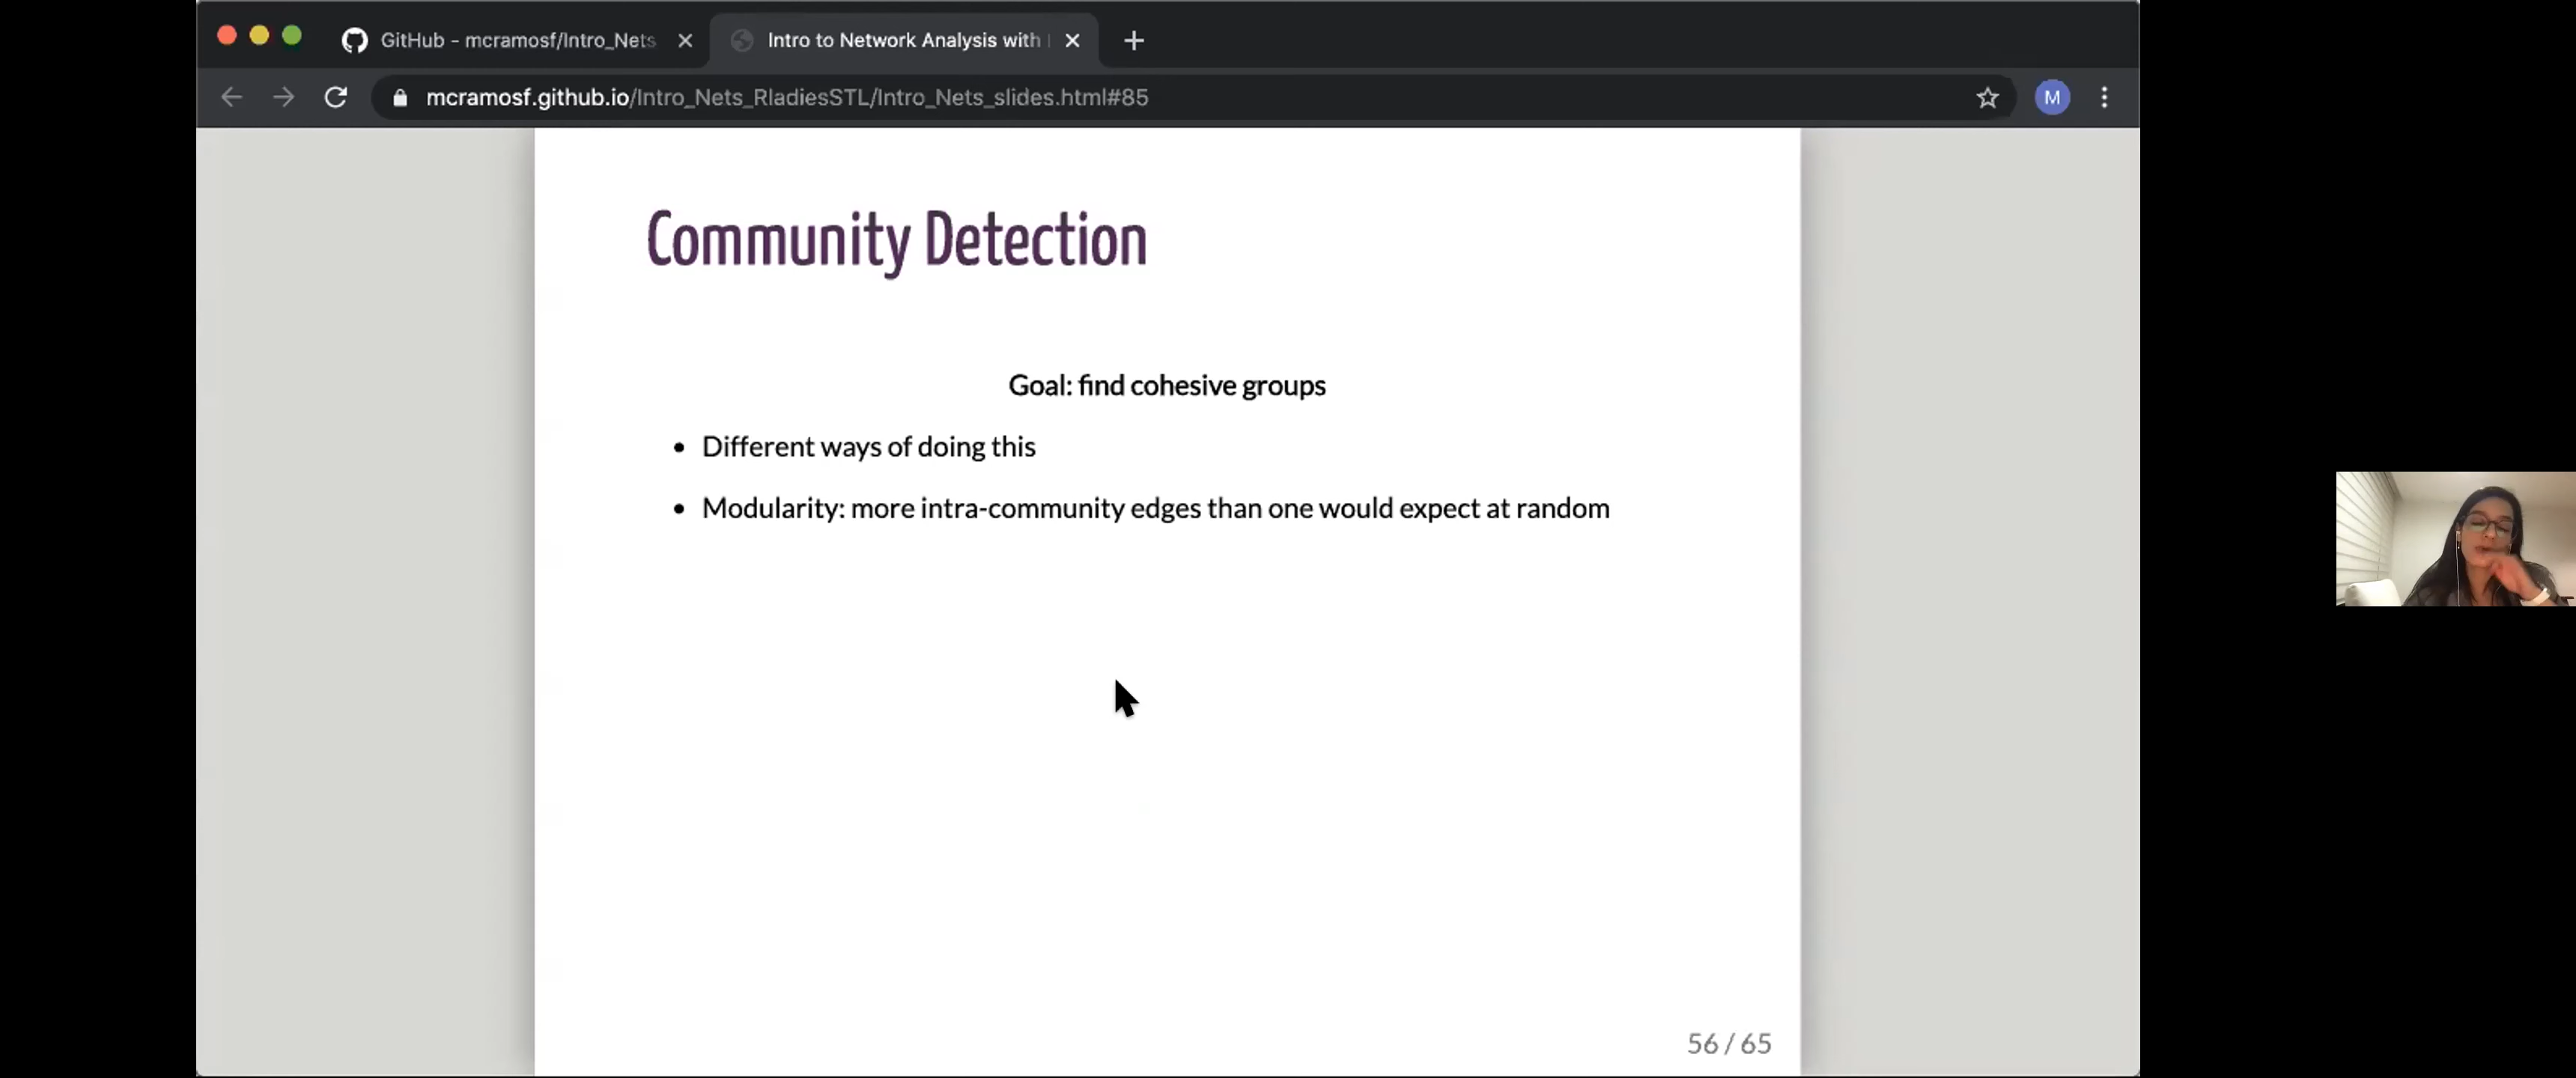 GitHub - mcramosf/Intro_Nets
Intro to Network Analysis with
mcramosf.github.io/Intro_Nets_RladiesSTL/Intro_Nets_slides.html#85
M
Community Detection
Goal: find cohesive groups
• Different ways of doing this
• Modularity: more intra-community edges than one would expect at random
56 / 65